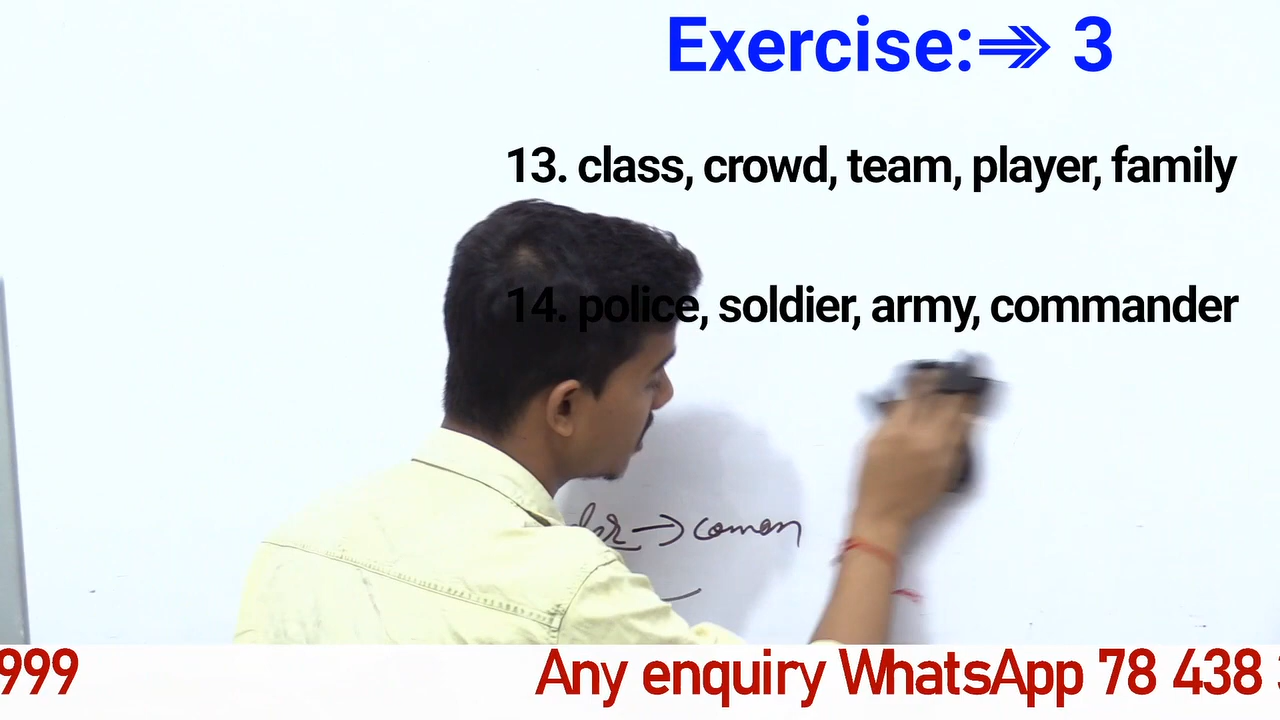 Exercise:⇛ 3
13. class, crowd, team, player, family
14. police, soldier, army, commander
→ comon
999 Any enquiry WhatsApp 78 438